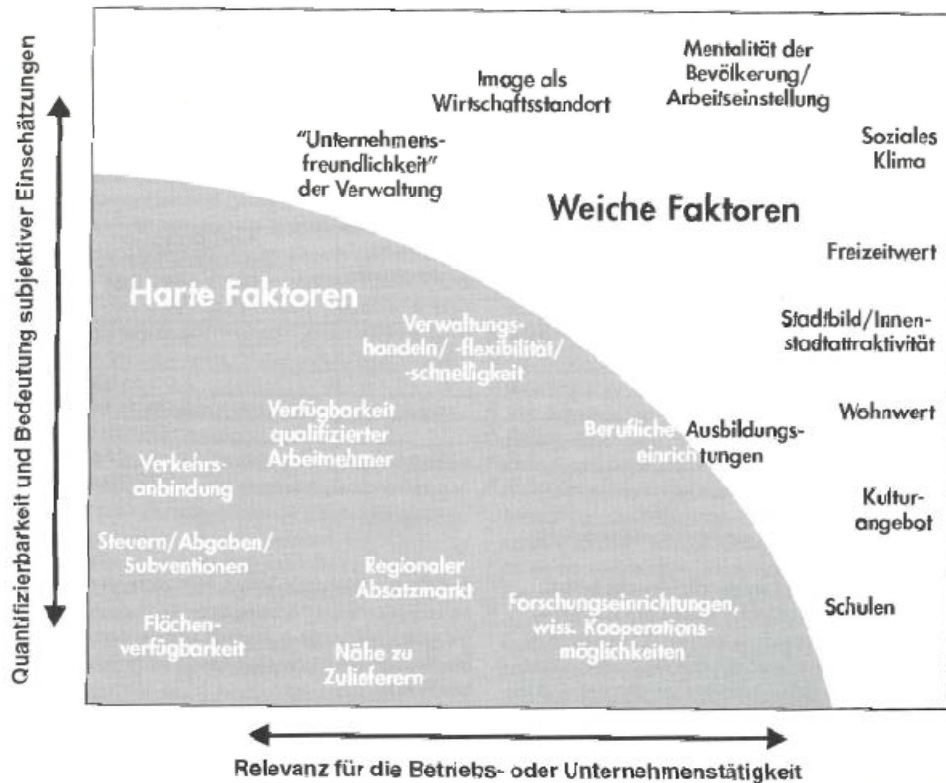 Quantifizierbarkeit und Bedeutung subjektiver Einschätzungen
Mentalität der
Bevölkerung/
Arbeitseinstellung
Image als
Wirtschaftsstandort
Soziales
Klima
"Unternehmens-
freundlichkeit"
der Verwaltung
Weiche Faktoren
Freizeitwert
Harte Faktoren
Verwaltungs-
handeln/ -flexibilität/
-schnelligkeit
Stadtbild/Innen-
stadtattraktivität
Verfügbarkeit
qualifizierter
Arbeitnehmer
Berufliche Ausbildungs-
einrichtungen
Wohnwert
Verkehrs-
anbindung
Kultur-
angebot
Steuern/Abgaben/
Subventionen
Regionaler
Absatzmarkt
Forschungseinrichtungen,
wiss. Kooperations-
möglichkeiten
Schulen
Flächen-
verfügbarkeit
Nähe zu
Zulieferern
Relevanz für die Betriebs- oder Unternehmenstätigkeit